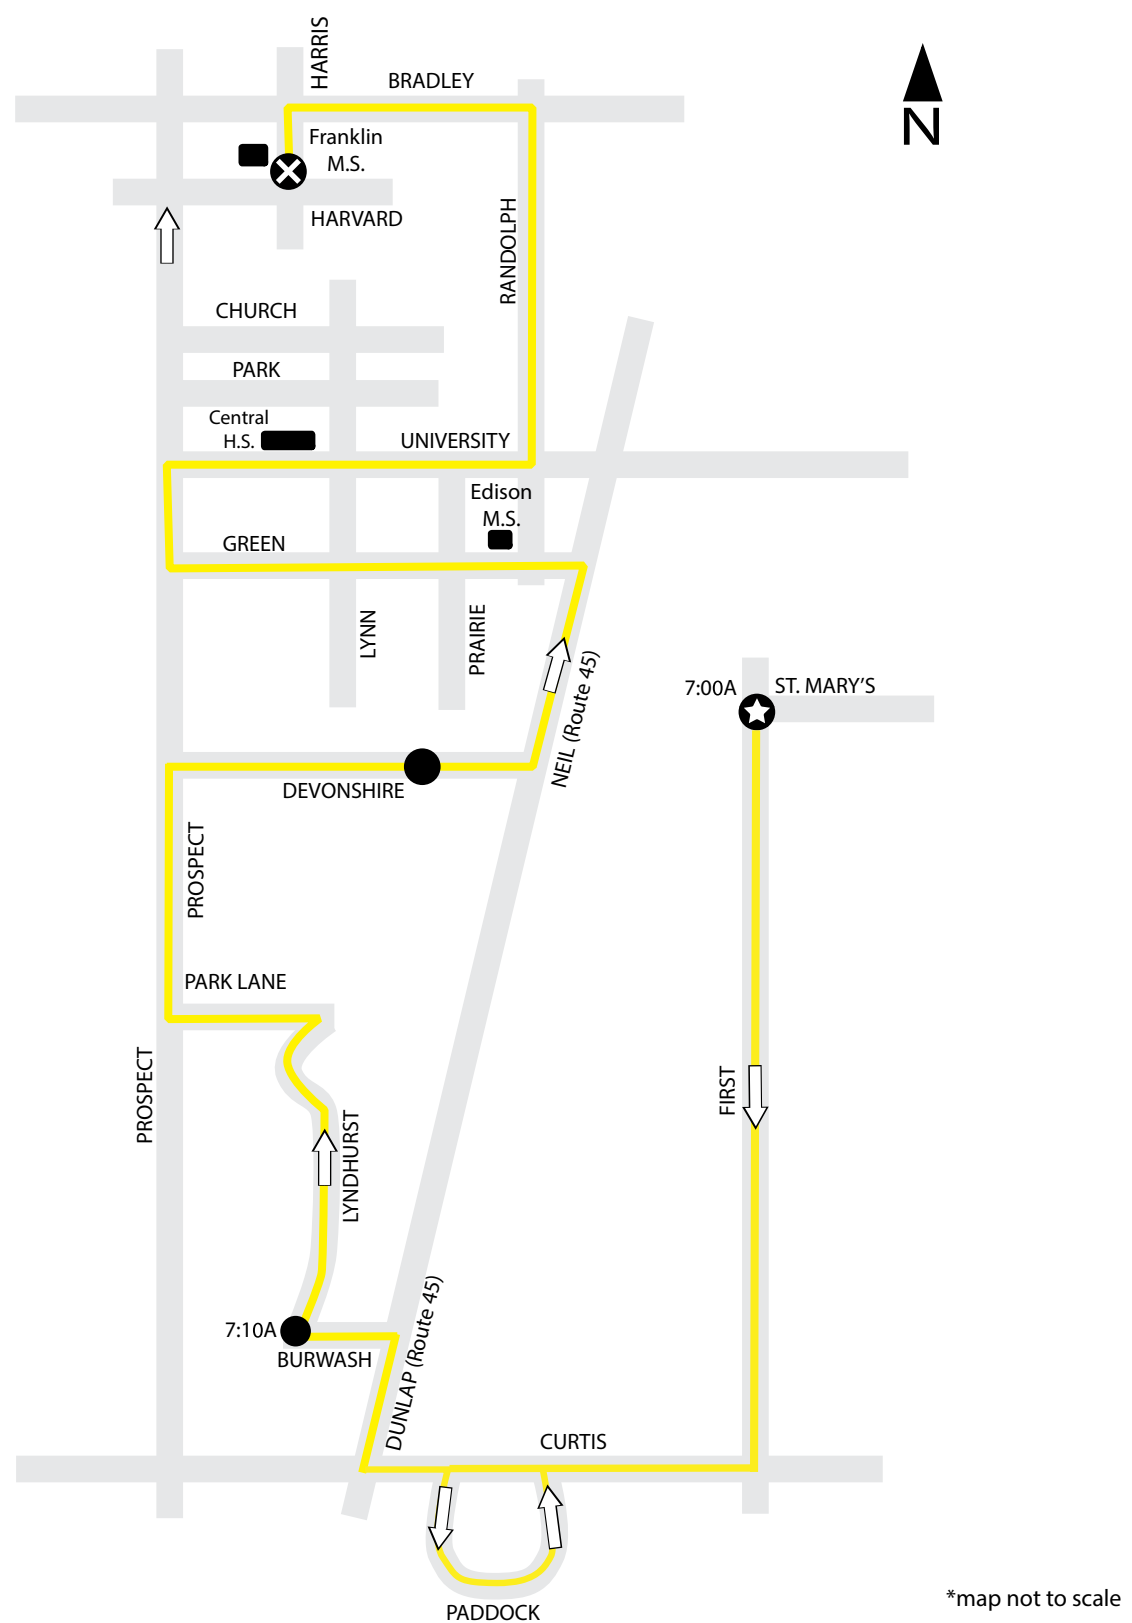 HARRIS
BRADLEY
N
Franklin
M.S.
HARVARD
RANDOLPH
CHURCH
PARK
Central
H.S.
UNIVERSITY
Edison
M.S.
GREEN
LYNN
PRAIRIE
NEIL (Route 45)
7:00A
ST. MARY'S
DEVONSHIRE
PROSPECT
PARK LANE
PROSPECT
FIRST
LYNDHURST
7:10A
BURWASH
DUNLAP (Route 45)
CURTIS
PADDOCK
*map not to scale